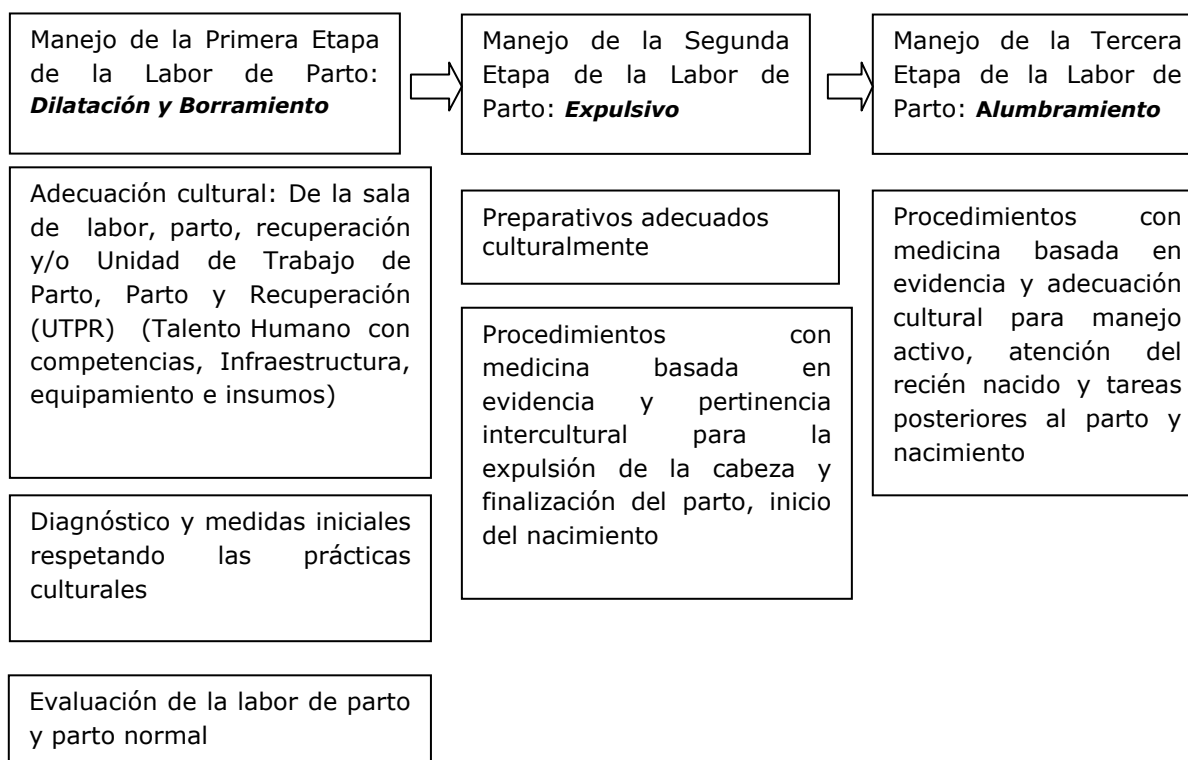 Manejo de la Primera Etapa
de la Labor de Parto:
Dilatación y Borramiento
Manejo de la Segunda
Etapa de la Labor de
Parto: Expulsivo
Manejo de la Tercera
Etapa de la Labor de
Parto: Alumbramiento
Adecuación cultural: De la sala
de labor, parto, recuperación
y/o Unidad de Trabajo de
Parto, Parto y Recuperación
(UTPR) (Talento Humano con
competencias, Infraestructura,
equipamiento e insumos)
Diagnóstico y medidas iniciales
respetando las prácticas
culturales
Evaluación de la labor de parto
y parto normal
Preparativos adecuados
culturalmente
Procedimientos con
medicina basada en
evidencia y pertinencia
intercultural para la
expulsión de la cabeza y
finalización del parto, inicio
del nacimiento
Procedimientos con
medicina basada en
evidencia y adecuación
cultural para manejo
activo, atención del
recién nacido y tareas
posteriores al parto y
nacimiento